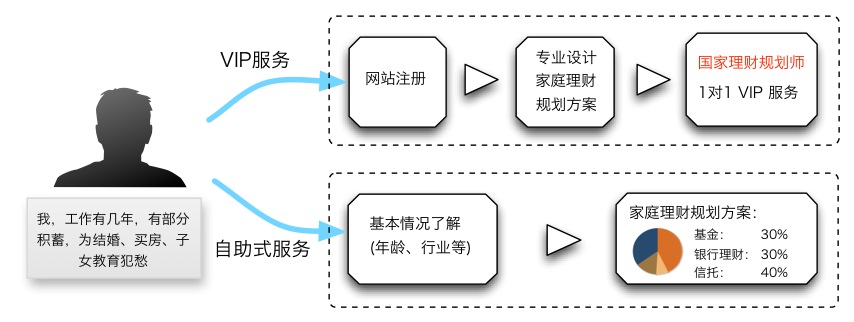 VIP服务
网站注册
专业设计
家庭理财
规划方案
国家理财规划师
1对1 VIP 服务
我，工作有几年，有部分
积蓄，为结婚、买房、子
女教育犯愁
自助式服务
基本情况了解
(年龄、行业等)
家庭理财规划方案：
基金： 30%
银行理财： 30%
信托： 40%